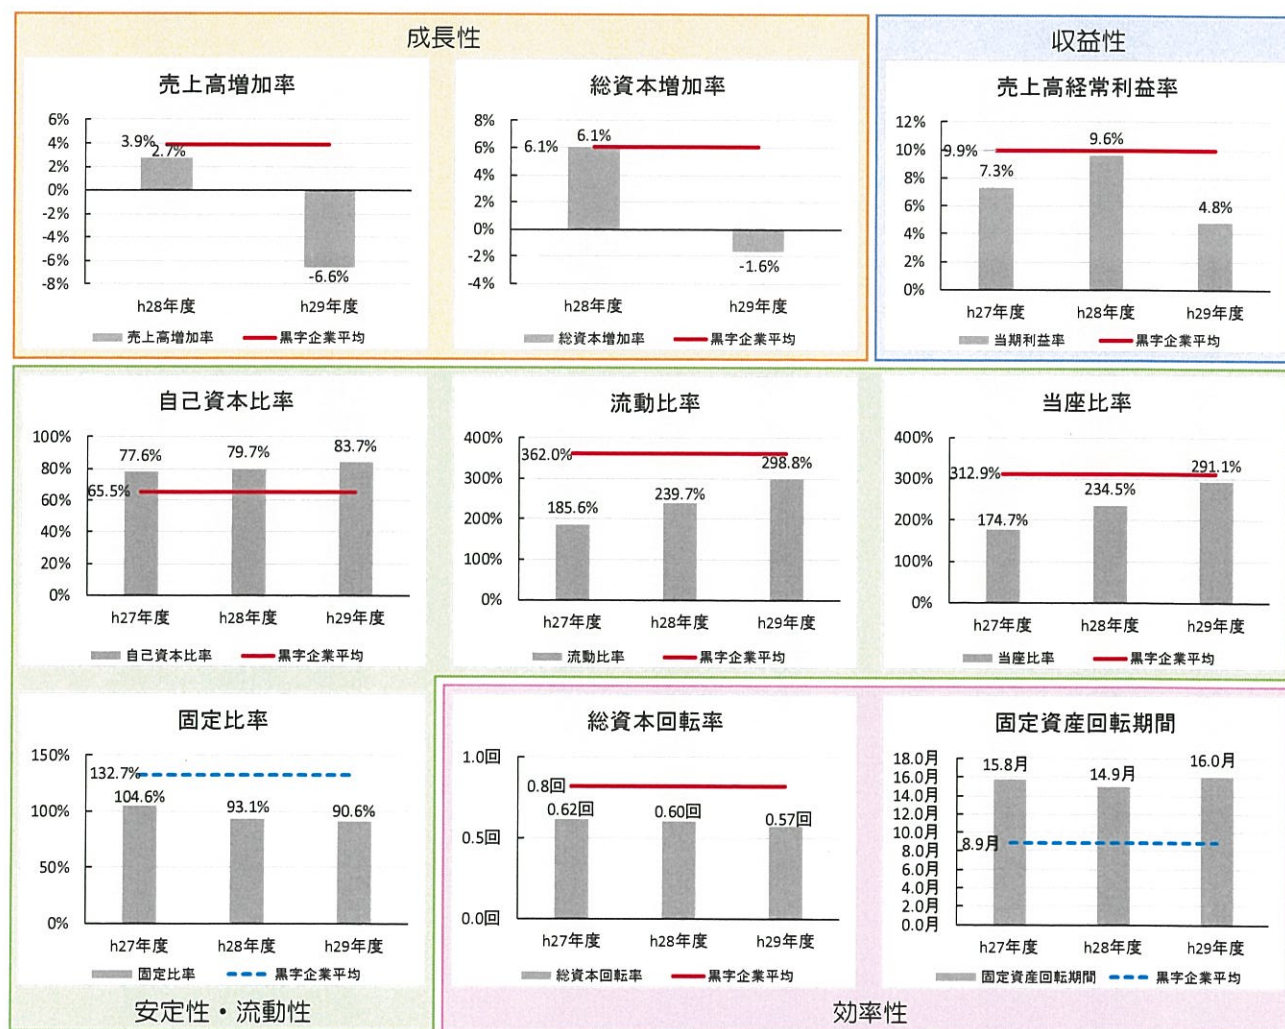 成長性
売上高増加率
6%
4%
2%
0%
-2%
-4%
-6%
-8%
3.9%
2.7%
-6.6%
h28年度
h29年度
売上高増加率
黒字企業平均
総資本増加率
8%
6%
4%
2%
0%
-2%
-4%
6.1%
6.1%
-1.6%
h28年度
h29年度
総資本増加率
黒字企業平均
収益性
売上高経常利益率
12%
10%
8%
6%
4%
2%
0%
9.9%
7.3%
9.6%
4.8%
h27年度
h28年度
h29年度
当期利益率
黒字企業平均
自己資本比率
100%
80%
60%
40%
20%
0%
65.5%
77.6%
79.7%
83.7%
h27年度
h28年度
h29年度
自己資本比率
黒字企業平均
流動比率
400%
300%
200%
100%
0%
362.0%
185.6%
239.7%
298.8%
h27年度
h28年度
h29年度
流動比率
黒字企業平均
当座比率
400%
300%
200%
100%
0%
312.9%
174.7%
234.5%
291.1%
h27年度
h28年度
h29年度
当座比率
黒字企業平均
固定比率
150%
100%
50%
0%
132.7%
104.6%
93.1%
90.6%
h27年度
h28年度
h29年度
固定比率
黒字企業平均
安定性・流動性
総資本回転率
1.0回
0.5回
0.0回
0.8回
0.62回
0.60回
0.57回
h27年度
h28年度
h29年度
総資本回転率
黒字企業平均
固定資産回転期間
18.0月
16.0月
14.0月
12.0月
10.0月
8.0月
6.0月
4.0月
2.0月
0.0月
8.9月
15.8月
14.9月
16.0月
h27年度
h28年度
h29年度
固定資産回転期間
黒字企業平均
効率性